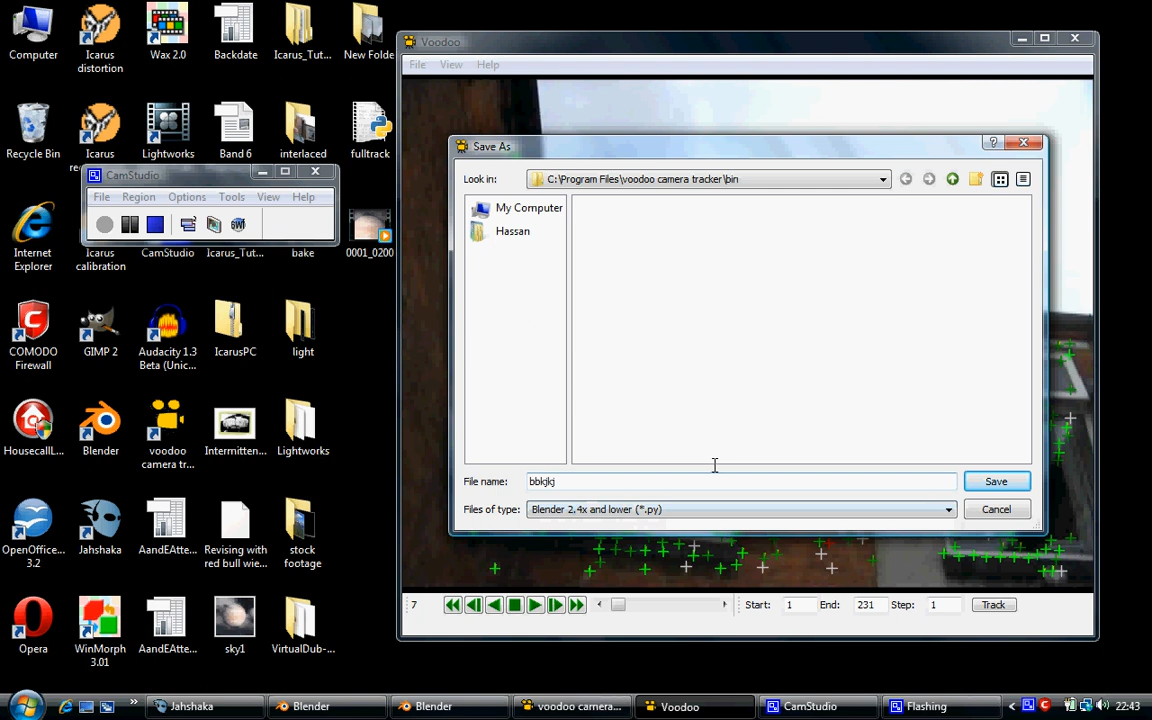 Computer
Icarus distortion
Wax 2.0
Backdate
Icarus_Tut...
New Folde
Recycle Bin
Icarus
Lightworks
Band 6
interlaced
fulltrack
CamStudio
File Region Options Tools View Help
Internet Explorer
Icarus calibration
CamStudio
Icarus_Tut...
bake
0001_0200
COMODO Firewall
GIMP 2
Audacity 1.3 Beta (Unic...
IcarusPC
light
HousecallL...
Blender
voodoo camera tr...
Intermitten...
Lightworks
OpenOffice... 3.2
Jahshaka
AandEAtte...
Revising with red bull wie...
stock footage
Opera
WinMorph 3.01
AandEAtte...
sky1
VirtualDub-...
Voodoo
File View Help
Save As
Look in: C:\Program Files\voodoo camera tracker\bin
My Computer
Hassan
File name: bbkjkj Save
Files of type: Blender 2.4x and lower (*.py) Cancel
7 Start: 1 End: 231 Step: 1 Track
Jahshaka Blender Blender voodoo camera... Voodoo CamStudio Flashing 22:43